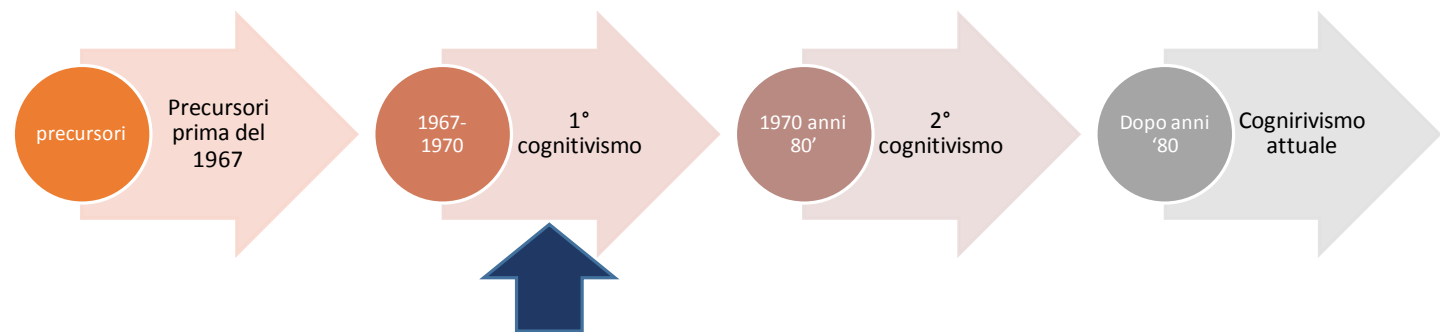 precursori
Precursori
prima del
1967
1967-
1970
1°
cognitivismo
1970 anni
80’
2°
cognitivismo
Dopo anni
‘80
Cognirivismo
attuale